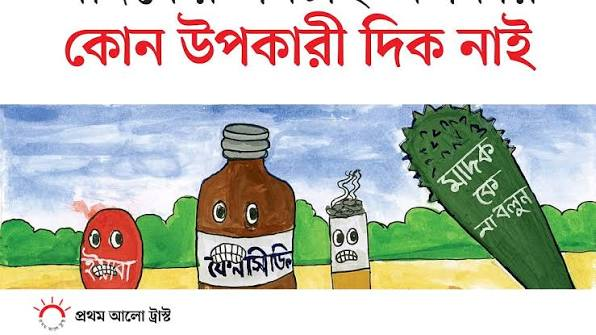 কোন উপকারী দিক নাই
ইয়াবা
ফেনসিডিল
মাদক
কে
না বলুন
প্রথম আলো ট্রাস্ট